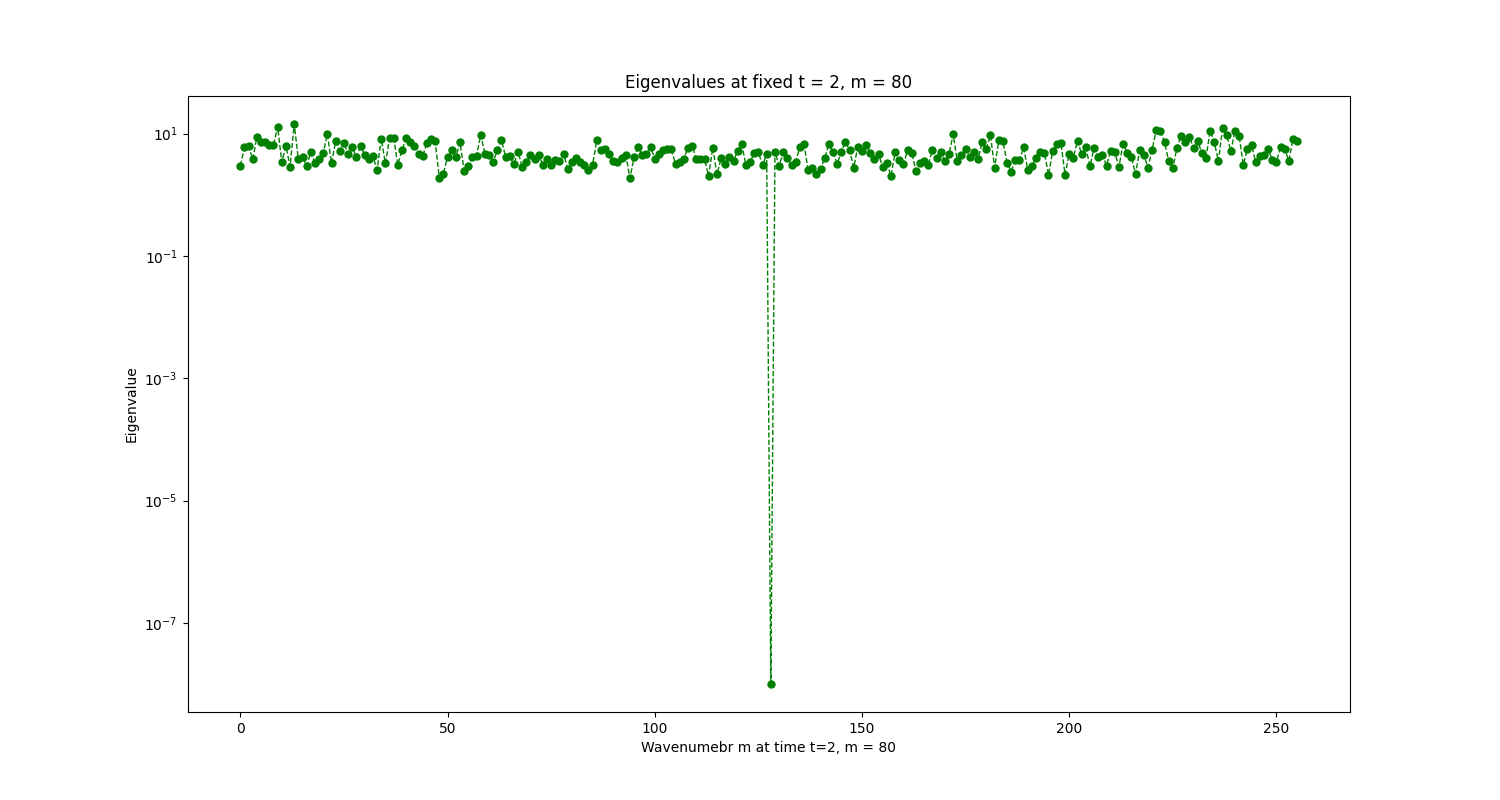 Eigenvalues at fixed t = 2, m = 80
10¹
10⁻¹
10⁻³
10⁻⁵
10⁻⁷
Eigenvalue
0 50 100 150 200 250
Wavenumebr m at time t=2, m = 80